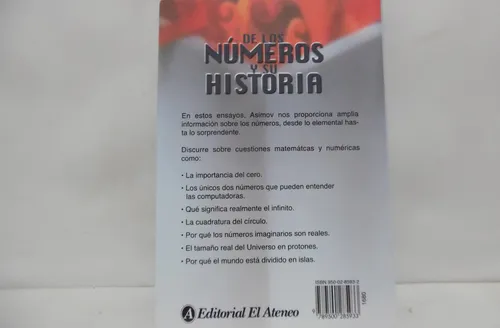 DE LOS
NÚMEROS
Y SU
HISTORIA
En estos ensayos, Asimov nos proporciona amplia
información sobre los números, desde lo elemental has-
ta lo sorprendente.
Discurre sobre cuestiones matemátcas y numéricas
como:
• La importancia del cero.
• Los únicos dos números que pueden entender
las computadoras.
• Qué significa realmente el infinito.
• La cuadratura del círculo.
• Por qué los números imaginarios son reales.
• El tamaño real del Universo en protones.
• Por qué el mundo está dividido en islas.
A Editorial El Ateneo